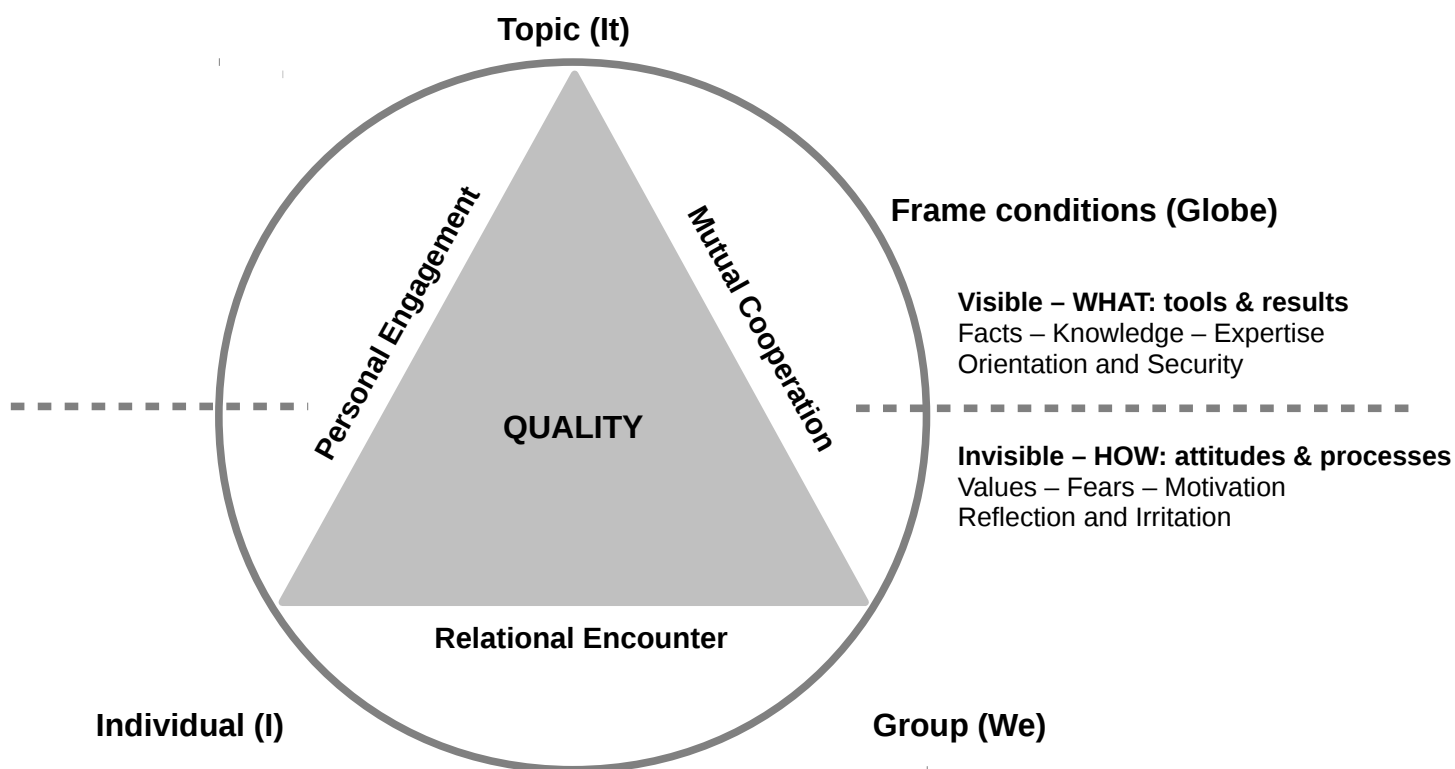 Topic (It)
Frame conditions (Globe)
Personal Engagement
Mutual Cooperation
Visible – WHAT: tools & results
Facts – Knowledge – Expertise
Orientation and Security
QUALITY
Invisible – HOW: attitudes & processes
Values – Fears – Motivation
Reflection and Irritation
Relational Encounter
Individual (I)
Group (We)